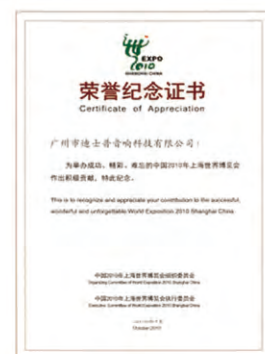 EXPO
2010
SHANGHAI CHINA
荣誉纪念证书
Certificate of Appreciation
广州市迪士普音响科技有限公司：
为举办成功、精彩、难忘的中国2010年上海世界博览会
作出积极贡献，特此纪念。
This is to recognize and appreciate your contribution to the successful,
wonderful and unforgettable World Exposition 2010 Shanghai China.
中国2010年上海世界博览会组织委员会
Organizing Committee of World Exposition 2010 Shanghai China
中国2010年上海世界博览会执行委员会
Executive Committee of World Exposition 2010 Shanghai China
October 2010